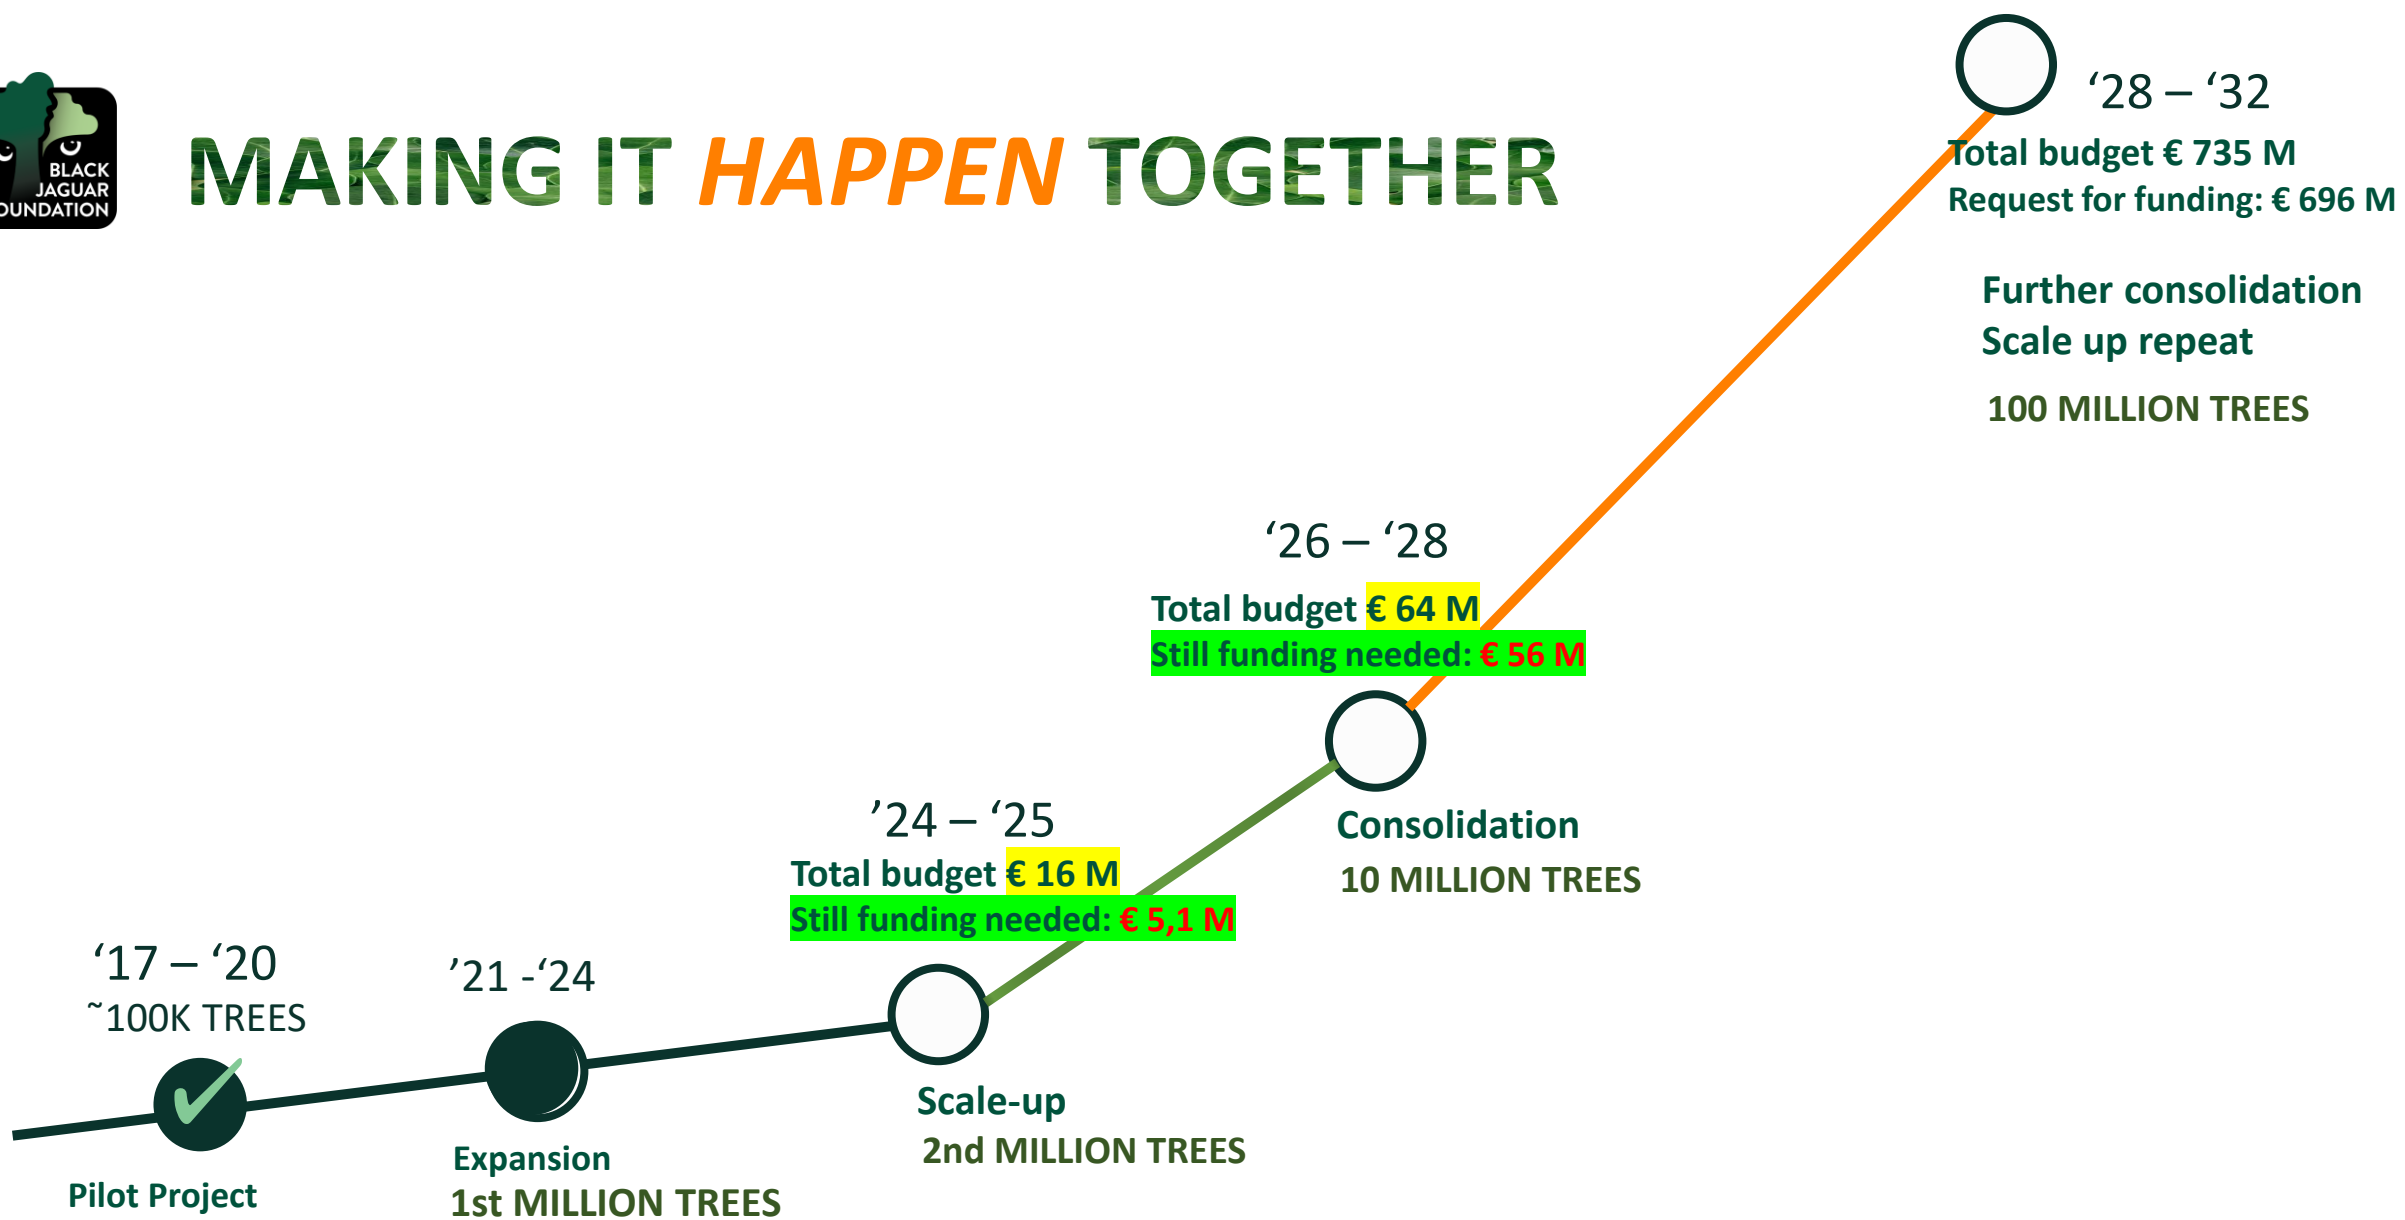 BLACK
JAGUAR
OUNDATION
MAKING IT HAPPEN TOGETHER
‘28 – ‘32
Total budget € 735 M
Request for funding: € 696 M
Further consolidation
Scale up repeat
100 MILLION TREES
‘26 – ‘28
Total budget € 64 M
Still funding needed: € 56 M
Consolidation
10 MILLION TREES
’24 – ‘25
Total budget € 16 M
Still funding needed: € 5,1 M
Scale-up
2nd MILLION TREES
’21 -‘24
Expansion
1st MILLION TREES
‘17 – ‘20
˜100K TREES
Pilot Project